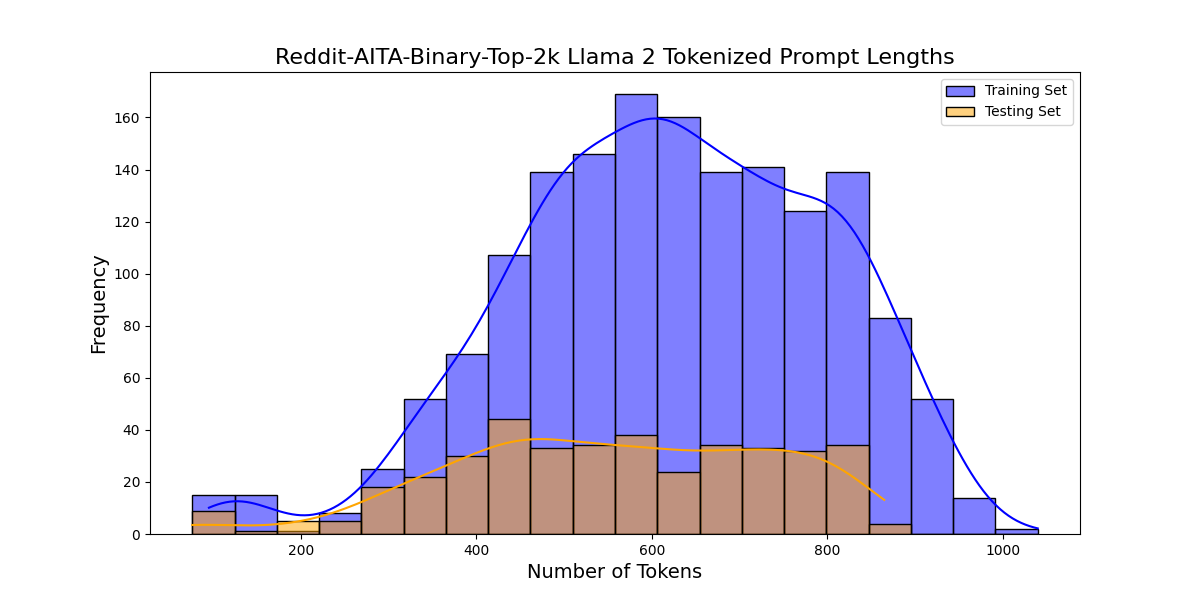 Reddit-AITA-Binary-Top-2k Llama 2 Tokenized Prompt Lengths
Training Set
Testing Set
Frequency
160
140
120
100
80
60
40
20
0
200 400 600 800 1000
Number of Tokens